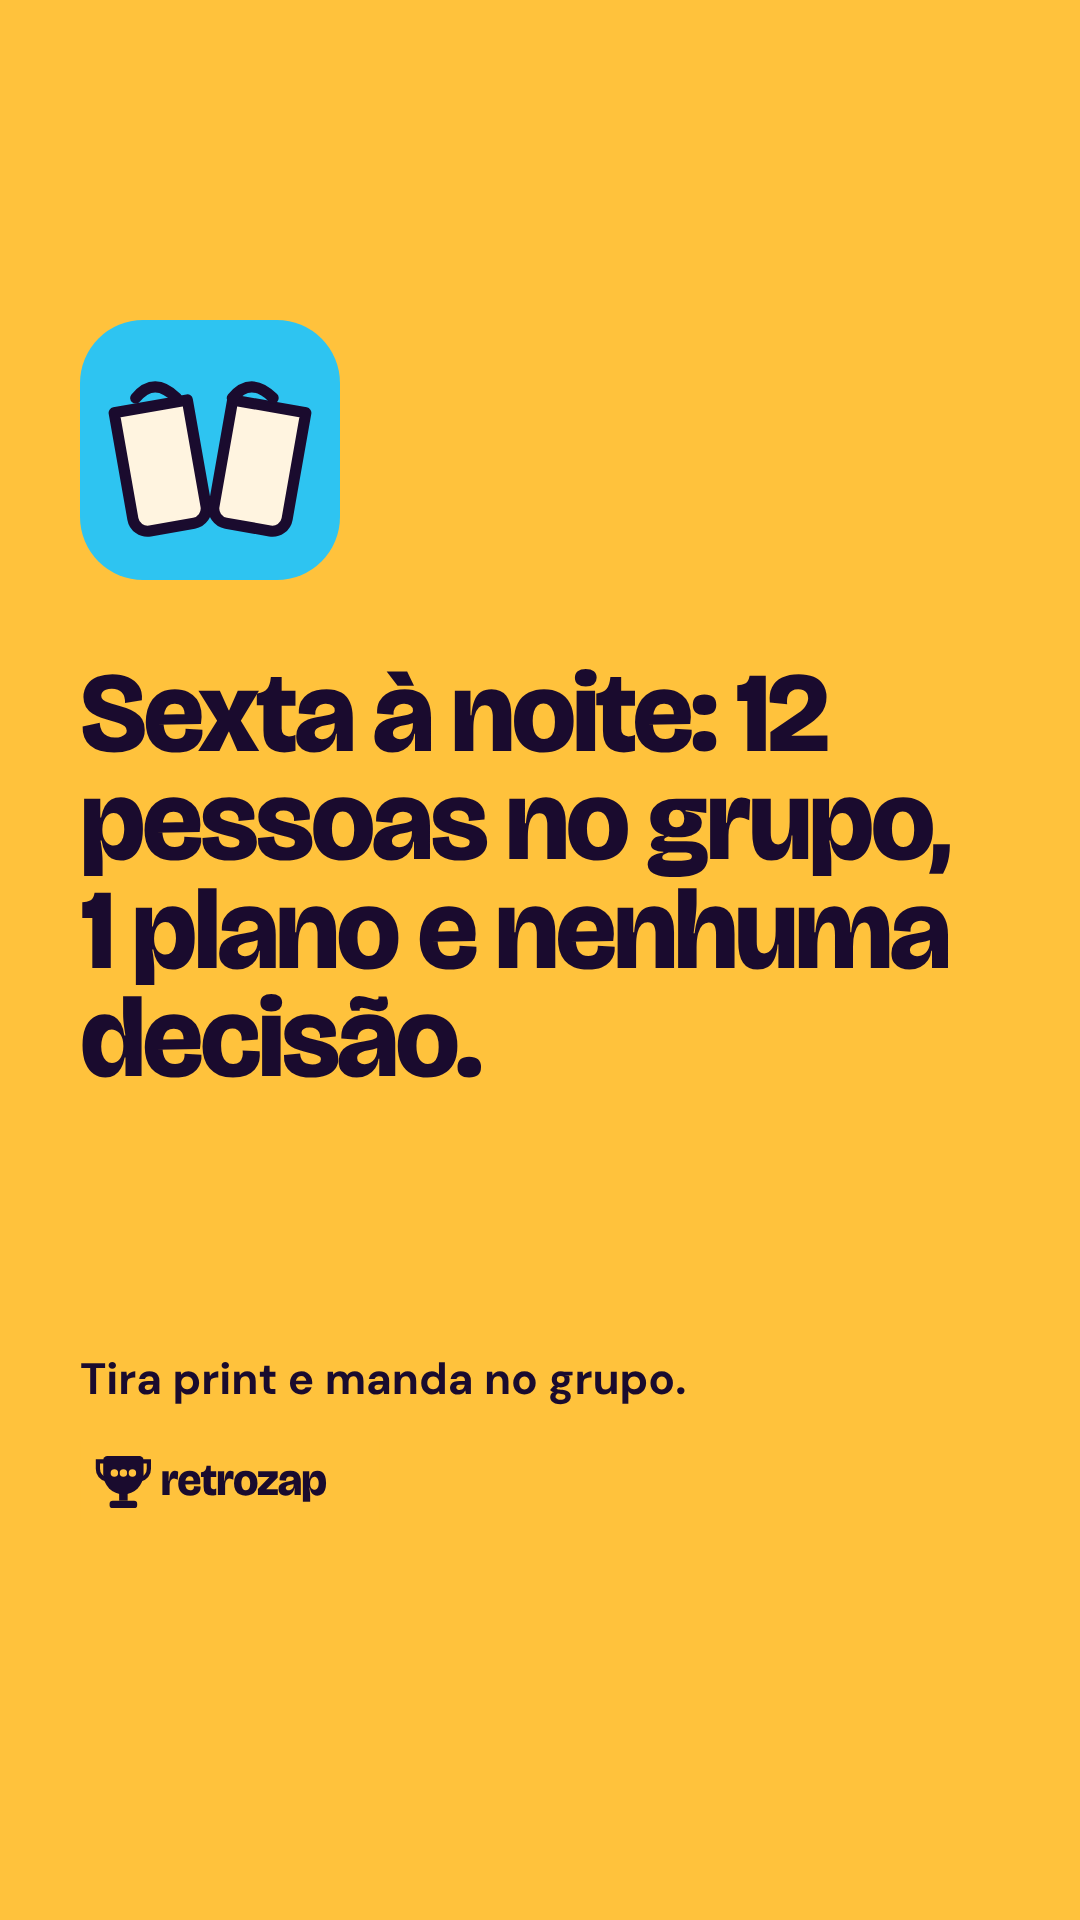 Sexta à noite: 12
pessoas no grupo,
1 plano e nenhuma
decisão.
Tira print e manda no grupo.
retrozap